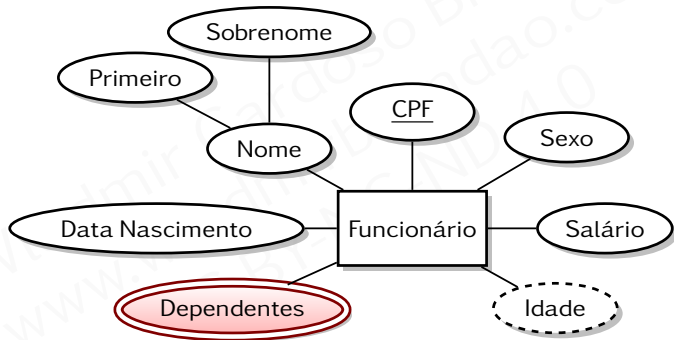 Sobrenome
Primeiro
CPF
Nome
Sexo
Data Nascimento
Funcionário
Salário
Dependentes
Idade